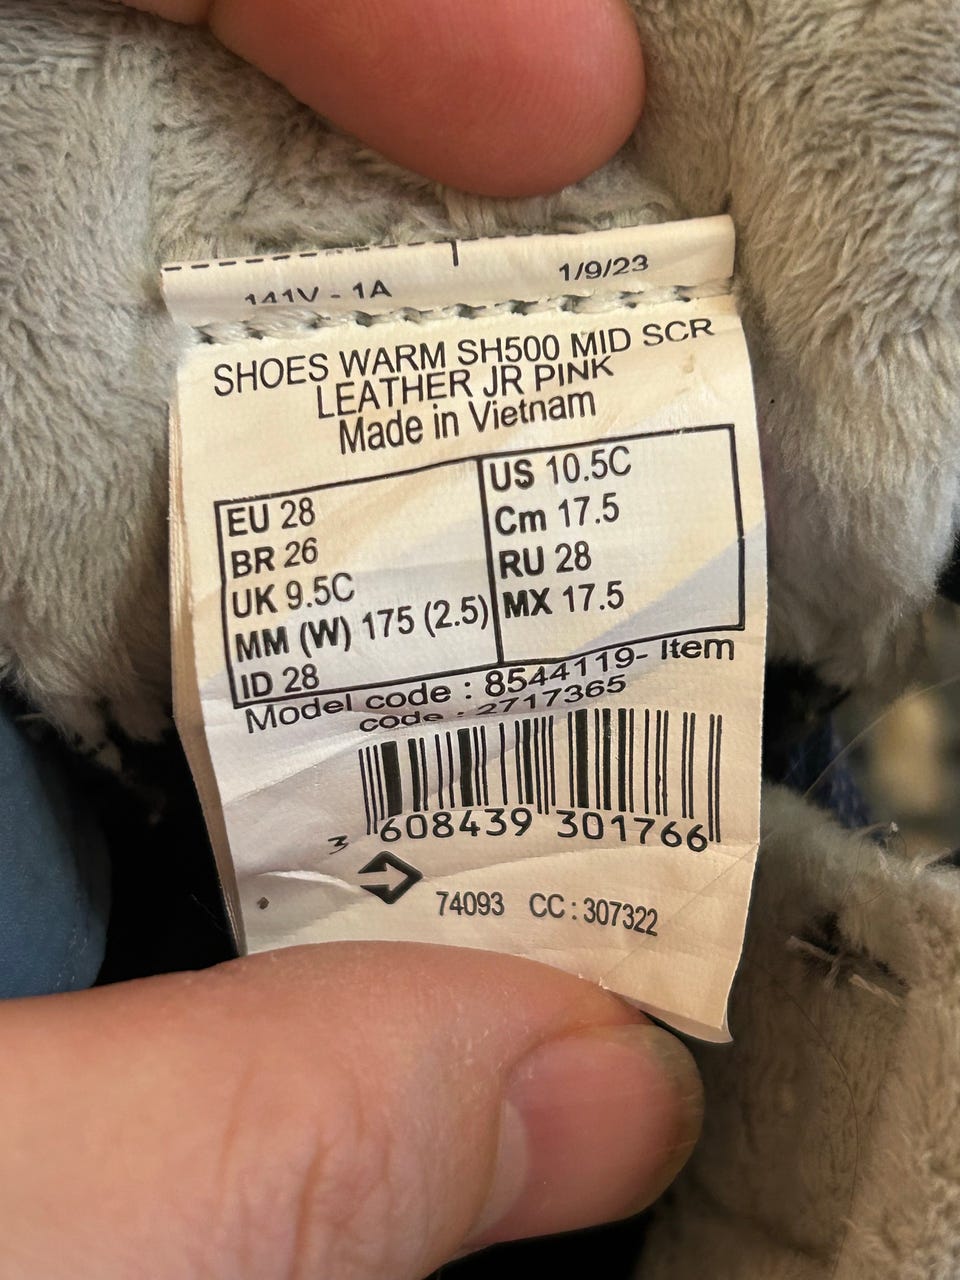 141V - 1A 1/9/23
SHOES WARM SH500 MID SCR
LEATHER JR PINK
Made in Vietnam
EU 28
BR 26
UK 9.5C
MM (W) 175 (2.5)
ID 28
US 10.5C
Cm 17.5
RU 28
MX 17.5
Model code : 8544119- Item
code : 2717365
3 608439 301766
74093 CC : 307322